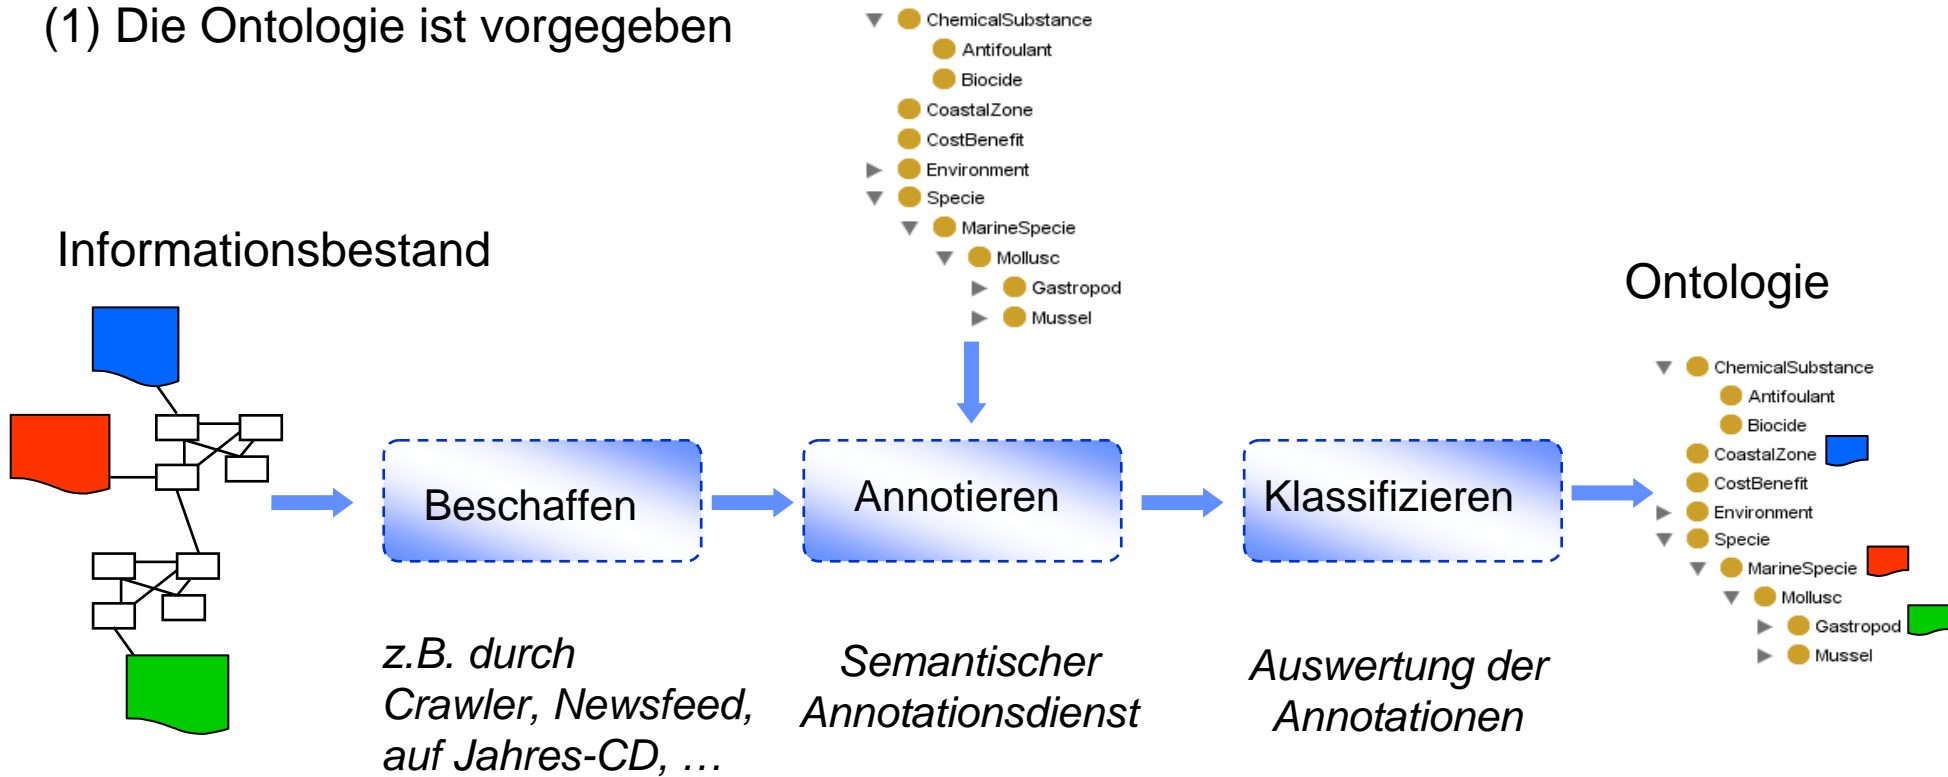 (1) Die Ontologie ist vorgegeben
ChemicalSubstance
Antifoulant
Biocide
CoastalZone
CostBenefit
Environment
Specie
MarineSpecie
Mollusc
Gastropod
Mussel
Informationsbestand
Beschaffen
Annotieren
Klassifizieren
z.B. durch
Crawler, Newsfeed,
auf Jahres-CD, …
Semantischer
Annotationsdienst
Auswertung der
Annotationen
Ontologie
ChemicalSubstance
Antifoulant
Biocide
CoastalZone
CostBenefit
Environment
Specie
MarineSpecie
Mollusc
Gastropod
Mussel